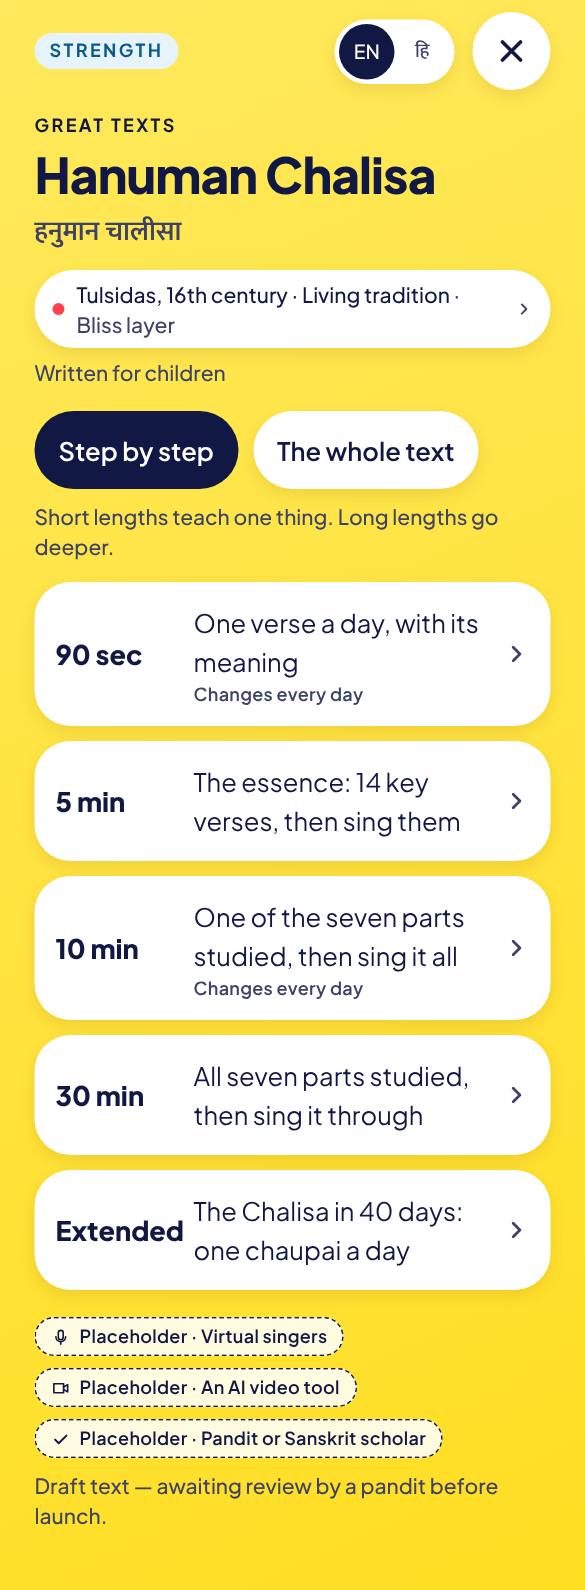 STRENGTH
EN
हि
GREAT TEXTS
Hanuman Chalisa
हनुमान चालीसा
Tulsidas, 16th century · Living tradition ·
Bliss layer
Written for children
Step by step
The whole text
Short lengths teach one thing. Long lengths go
deeper.
90 sec
One verse a day, with its
meaning
Changes every day
5 min
The essence: 14 key
verses, then sing them
10 min
One of the seven parts
studied, then sing it all
Changes every day
30 min
All seven parts studied,
then sing it through
Extended
The Chalisa in 40 days:
one chaupai a day
Placeholder · Virtual singers
Placeholder · An AI video tool
Placeholder · Pandit or Sanskrit scholar
Draft text — awaiting review by a pandit before
launch.